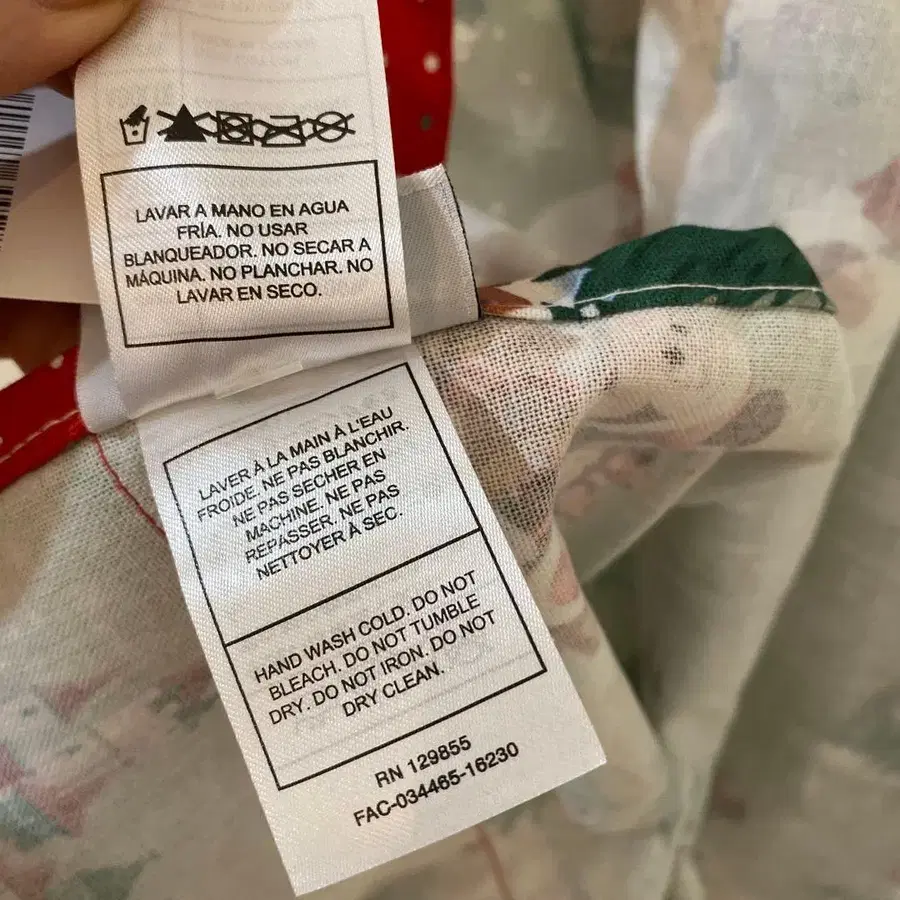 LAVAR A MANO EN AGUA
FRÍA. NO USAR
BLANQUEADOR. NO SECAR A
MÁQUINA. NO PLANCHAR. NO
LAVAR EN SECO.
LAVER À LA MAIN À L'EAU
FROIDE. NE PAS BLANCHIR.
NE PAS SECHER EN
MACHINE. NE PAS
REPASSER. NE PAS
NETTOYER À SEC.
HAND WASH COLD. DO NOT
BLEACH. DO NOT TUMBLE
DRY. DO NOT IRON. DO NOT
DRY CLEAN.
RN 129855
FAC-034465-16230